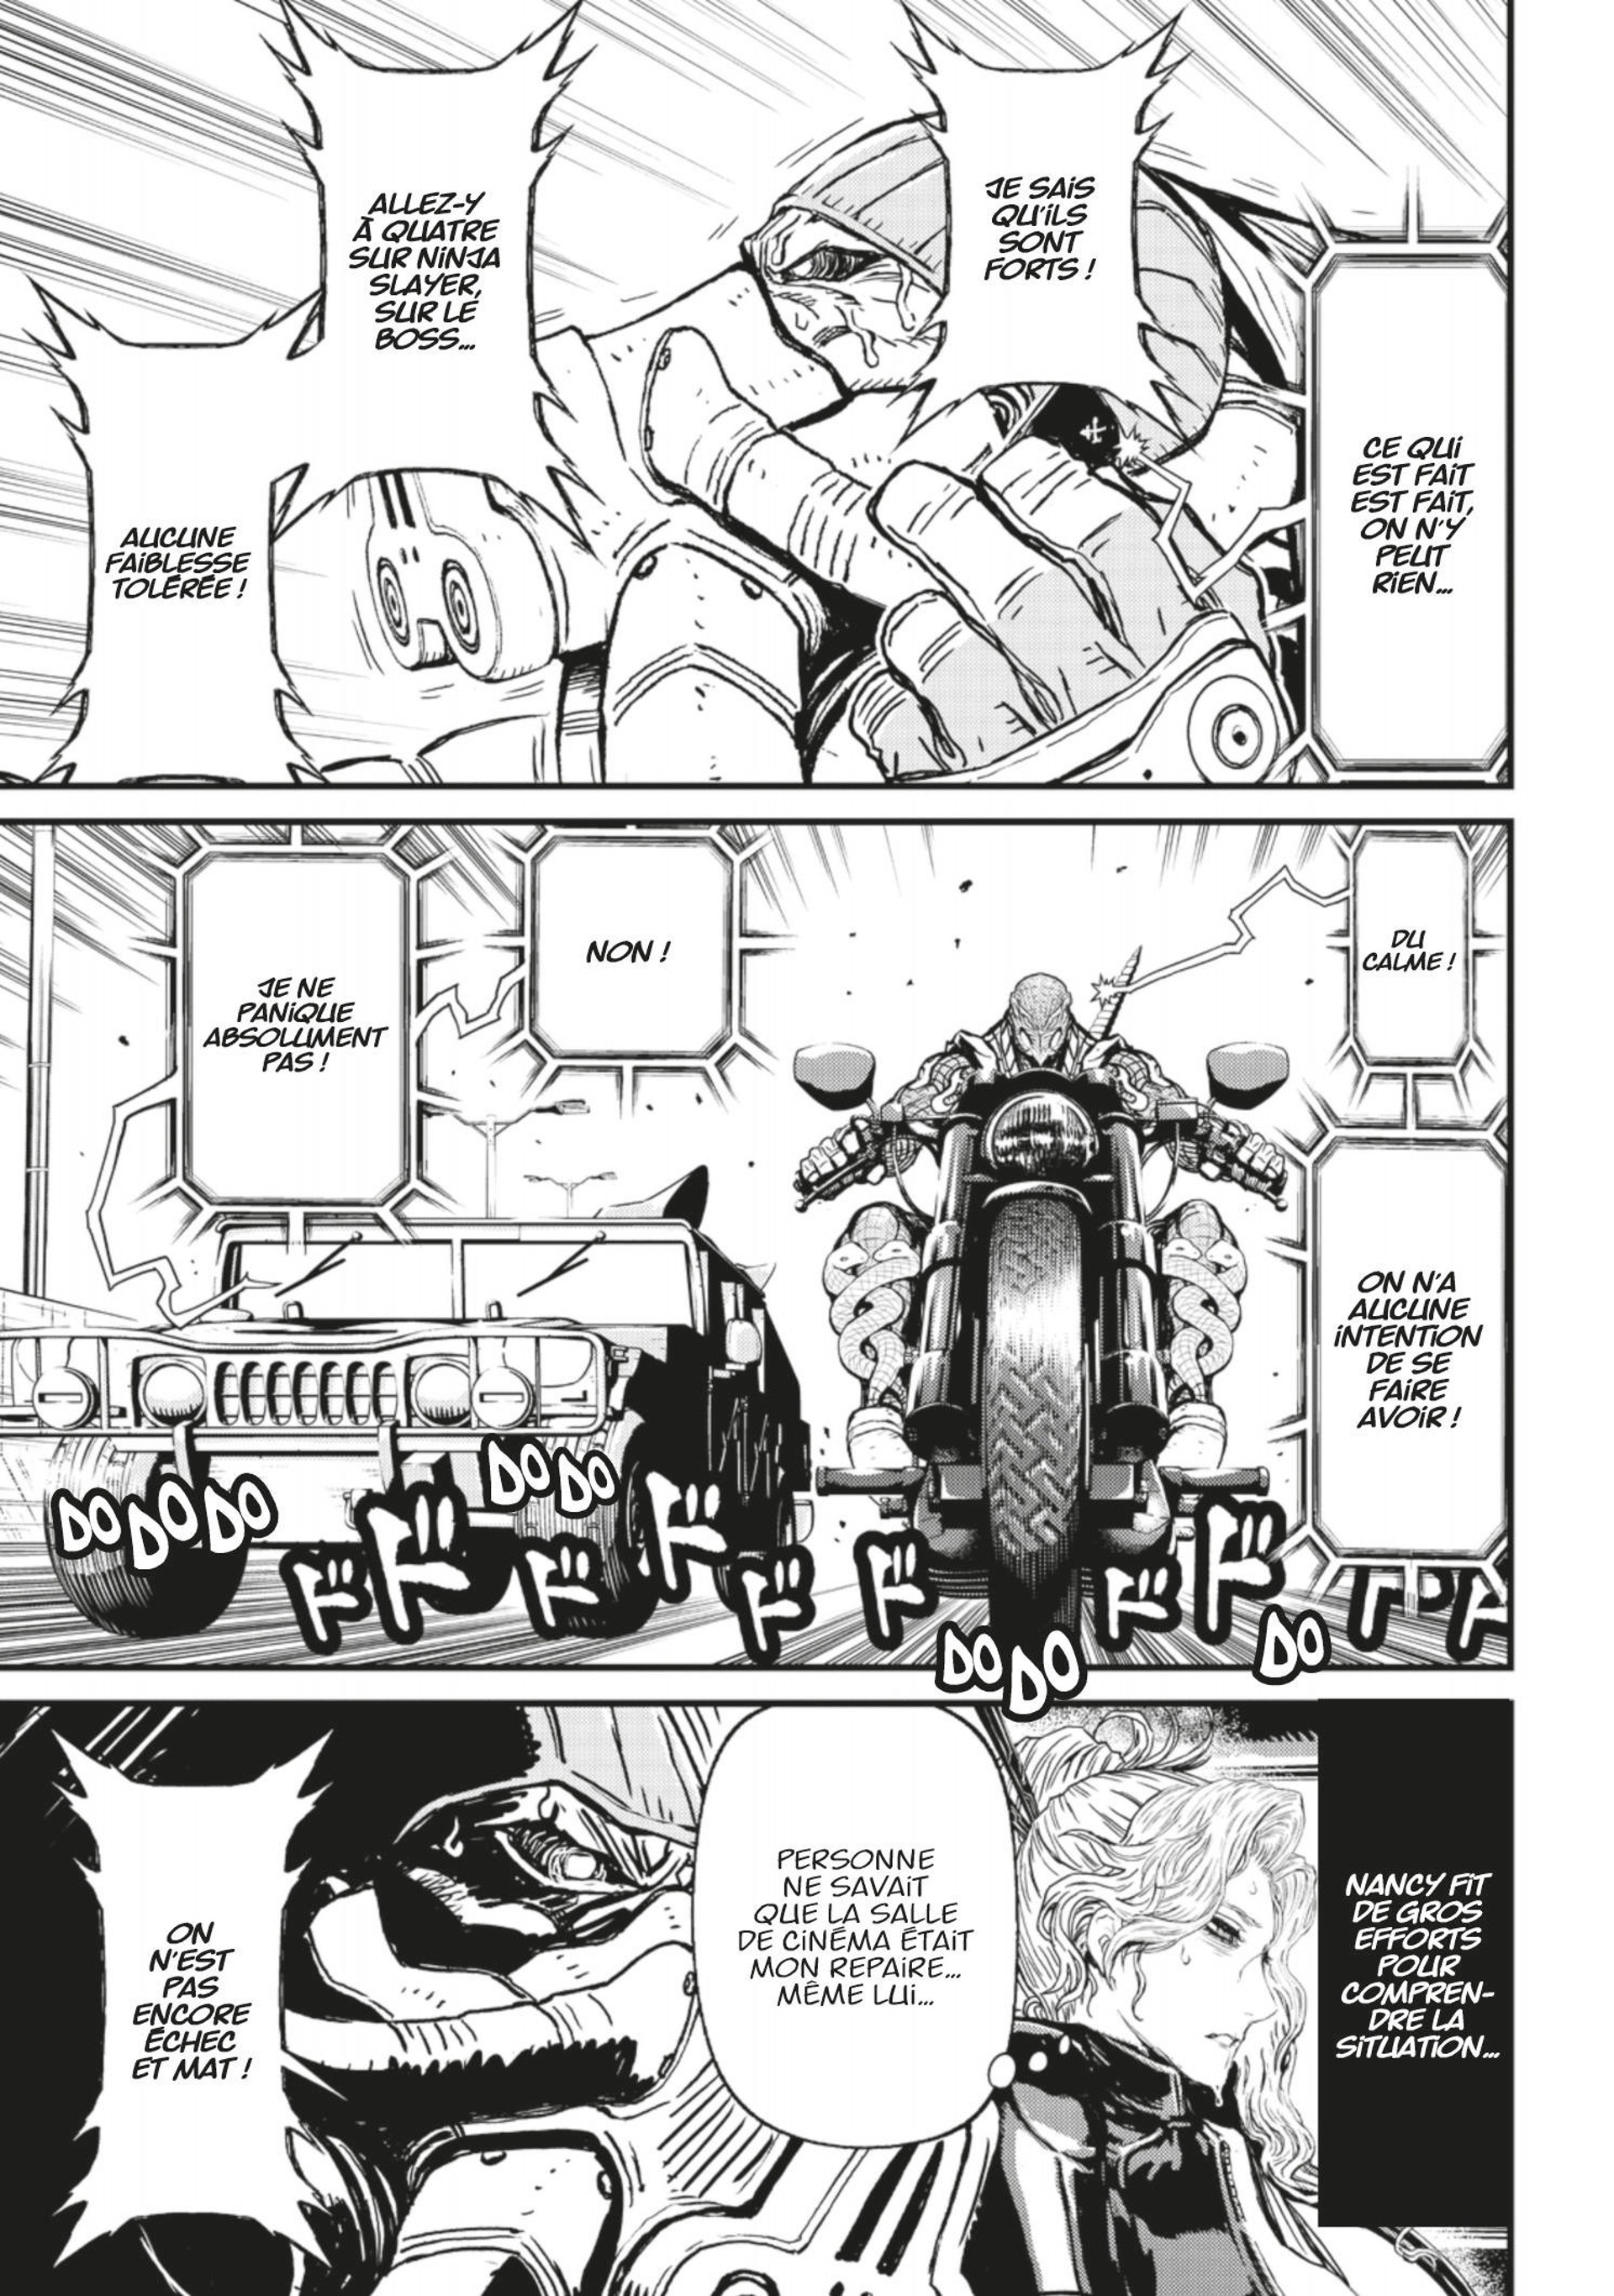 CE QUI
EST FAIT
EST FAIT,
ON N'Y
PEUT
RIEN...
JE SAIS
QU'ILS
SONT
FORTS !
ALLEZ-Y
À QUATRE
SUR NINJA
SLAYER,
SUR LE
BOSS...
AUCUNE
FAIBLESSE
TOLÉRÉE !
DU
CALME !
ON N'A
AUCUNE
INTENTION
DE SE
FAIRE
AVOIR !
NON !
JE NE
PANIQUE
ABSOLUMENT
PAS !
ドドドドドドドド
DO DO DO
DO DO
DO DO
DO
NANCY FIT
DE GROS
EFFORTS
POUR
COMPREN-
DRE LA
SITUATION...
PERSONNE
NE SAVAIT
QUE LA SALLE
DE CINÉMA ÉTAIT
MON REPAIRE...
MÊME LUI...
ON
N'EST
PAS
ENCORE
ÉCHEC
ET MAT !